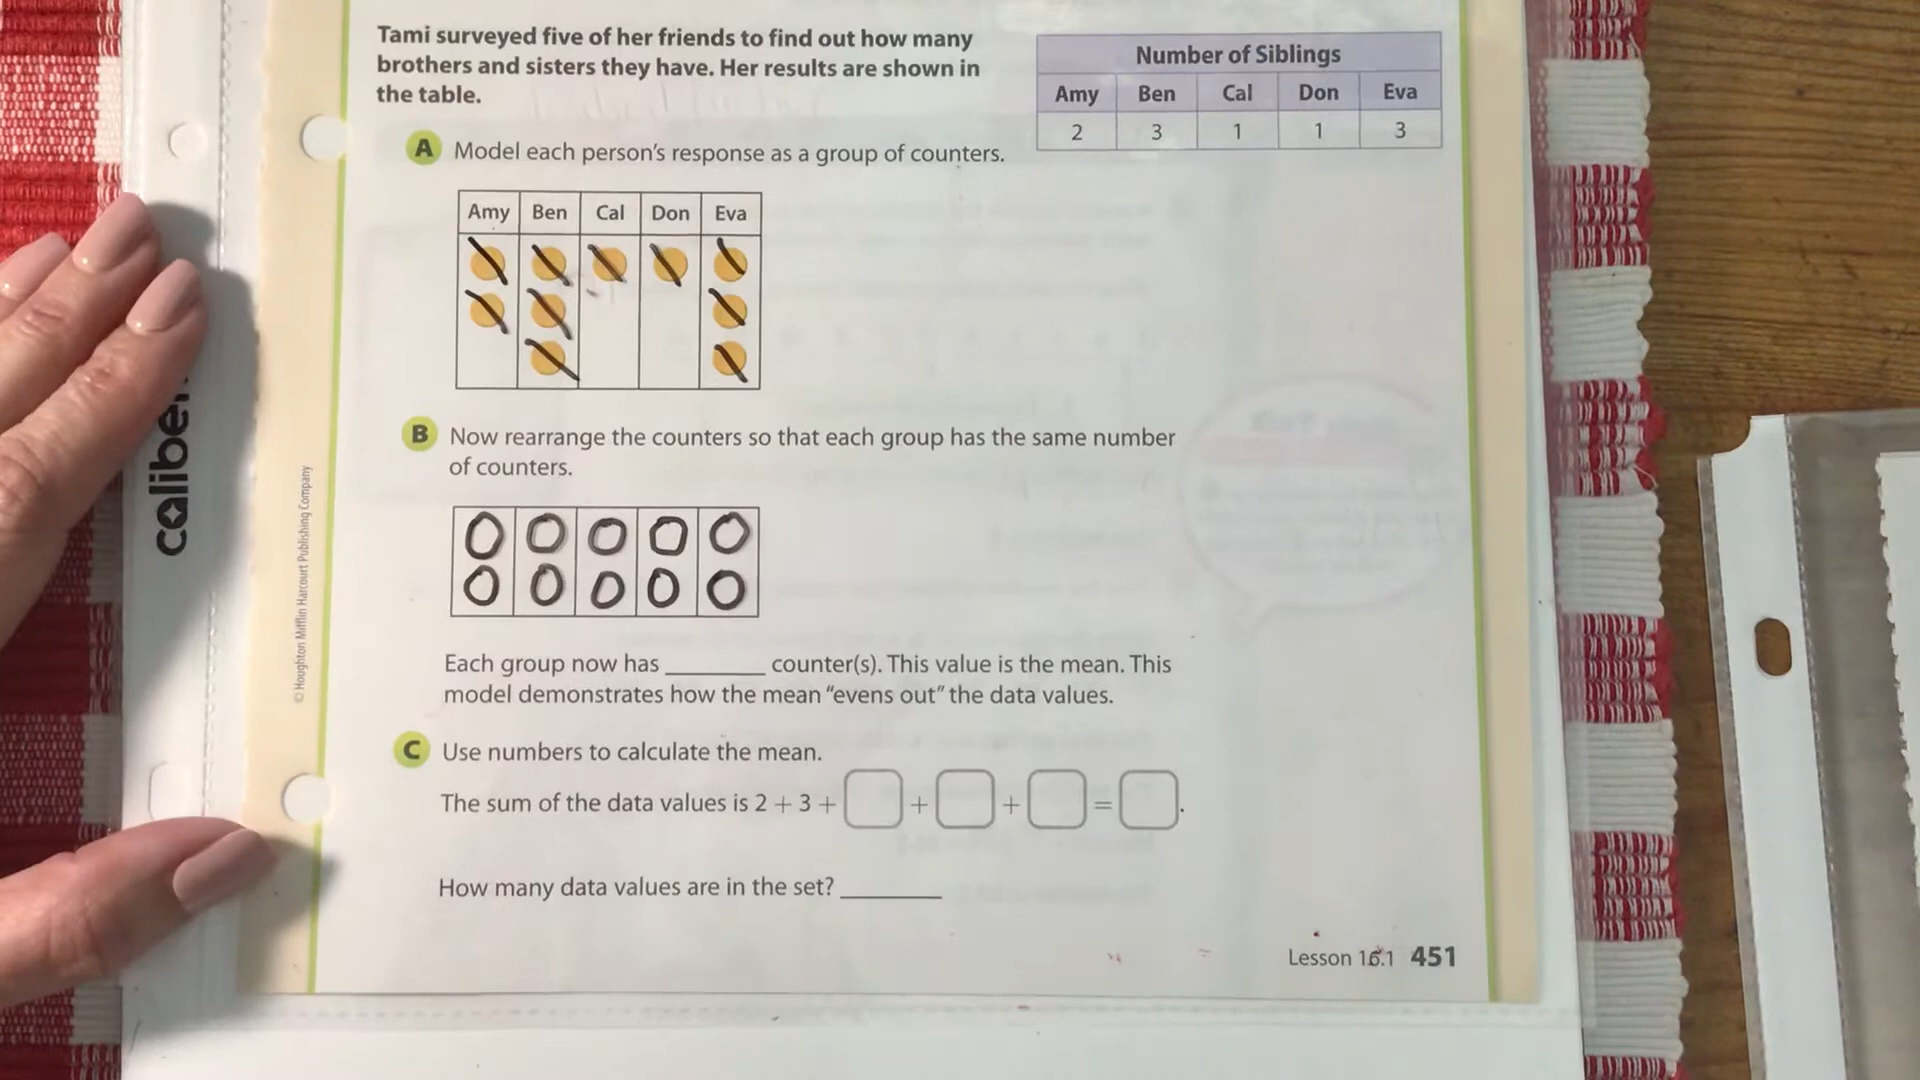 Tami surveyed five of her friends to find out how many
brothers and sisters they have. Her results are shown in
the table.
Number of Siblings
Amy Ben Cal Don Eva
2 3 1 1 3
A Model each person's response as a group of counters.
Amy Ben Cal Don Eva
B Now rearrange the counters so that each group has the same number
of counters.
Each group now has ________ counter(s). This value is the mean. This
model demonstrates how the mean “evens out” the data values.
C Use numbers to calculate the mean.
The sum of the data values is 2 + 3 + + + = .
How many data values are in the set? ________
Lesson 16.1 451
© Houghton Mifflin Harcourt Publishing Company